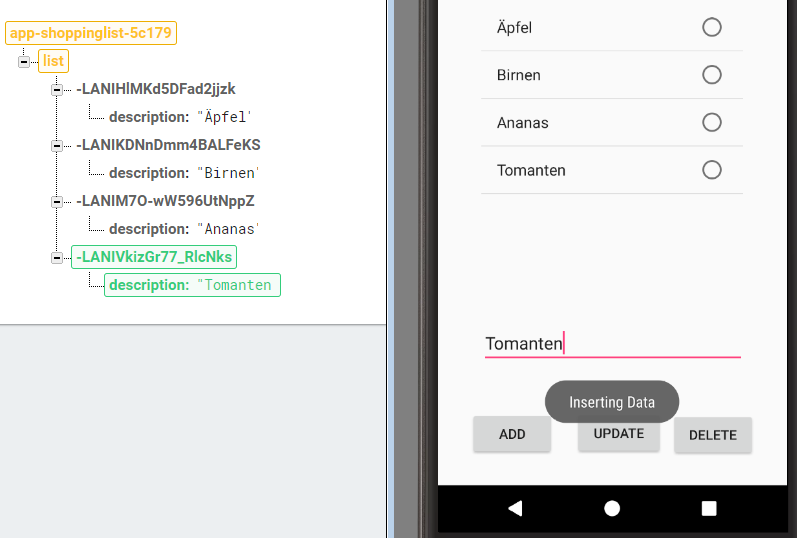 app-shoppinglist-5c179
list
-LANIHlMKd5DFad2jjzk
description: "Äpfel"
-LANIKDNnDmm4BALFeKS
description: "Birnen"
-LANIM7O-wW596UtNppZ
description: "Ananas"
-LANIVkizGr77_RlcNks
description: "Tomanten
Äpfel
Birnen
Ananas
Tomanten
Tomanten
Inserting Data
ADD
UPDATE
DELETE